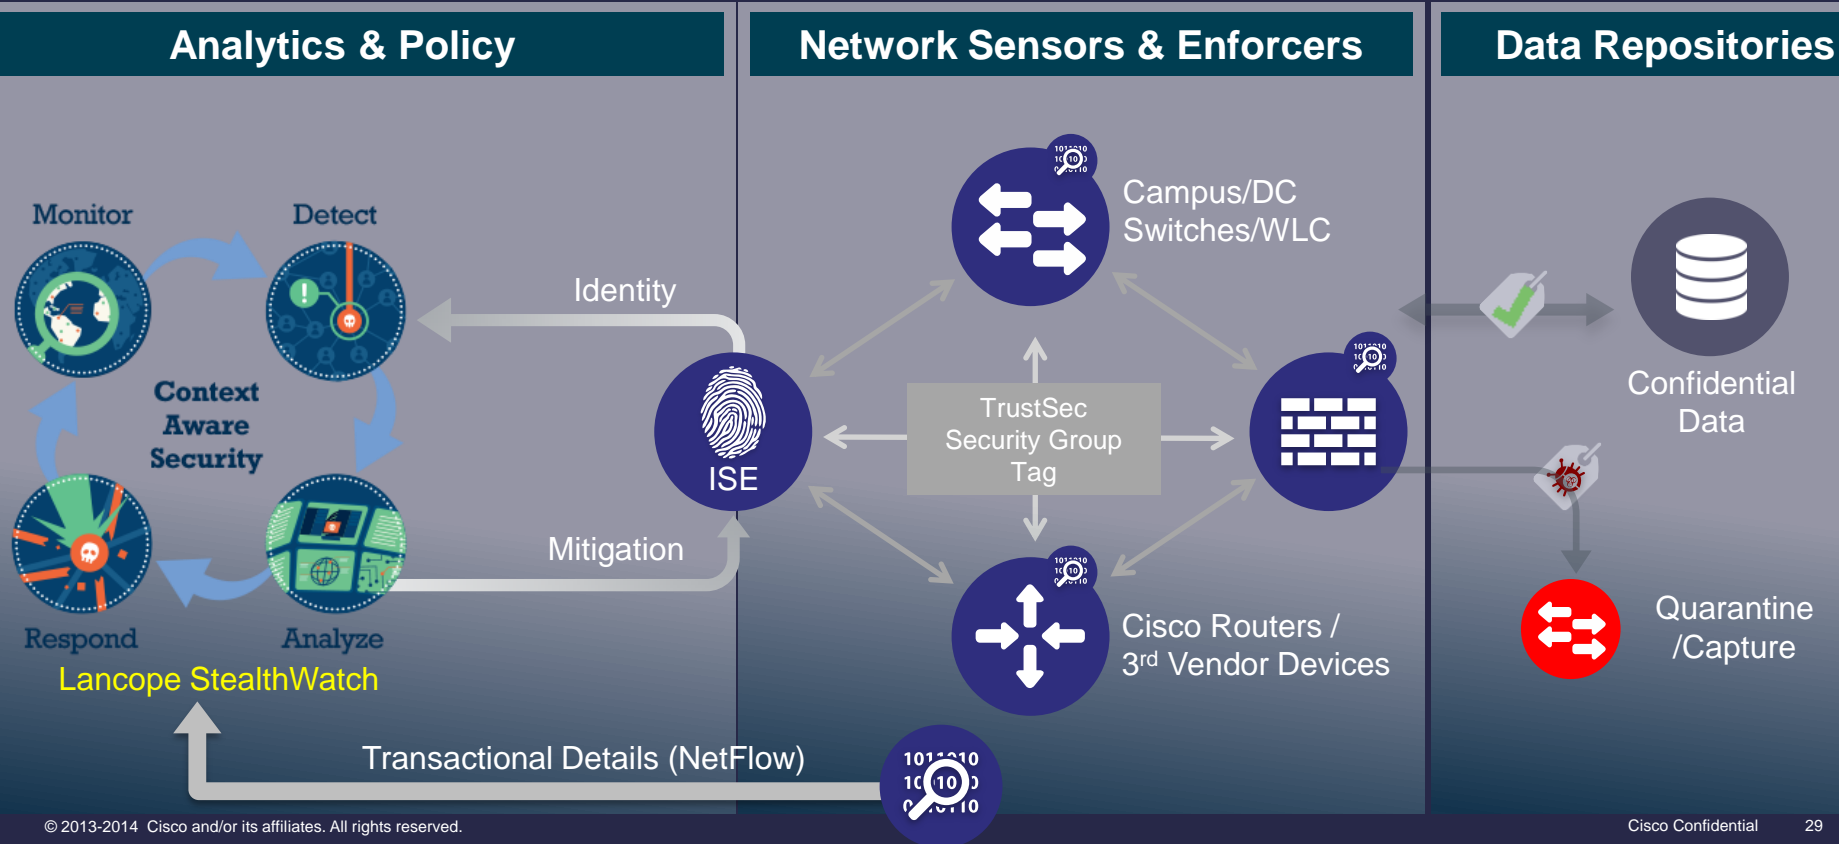 Analytics & Policy
Network Sensors & Enforcers
Data Repositories
Monitor
Detect
Context
Aware
Security
Respond
Analyze
Lancope StealthWatch
Identity
ISE
Mitigation
Transactional Details (NetFlow)
Campus/DC
Switches/WLC
TrustSec
Security Group
Tag
Cisco Routers /
3rd Vendor Devices
Confidential
Data
Quarantine
/Capture
© 2013-2014 Cisco and/or its affiliates. All rights reserved.
Cisco Confidential
29